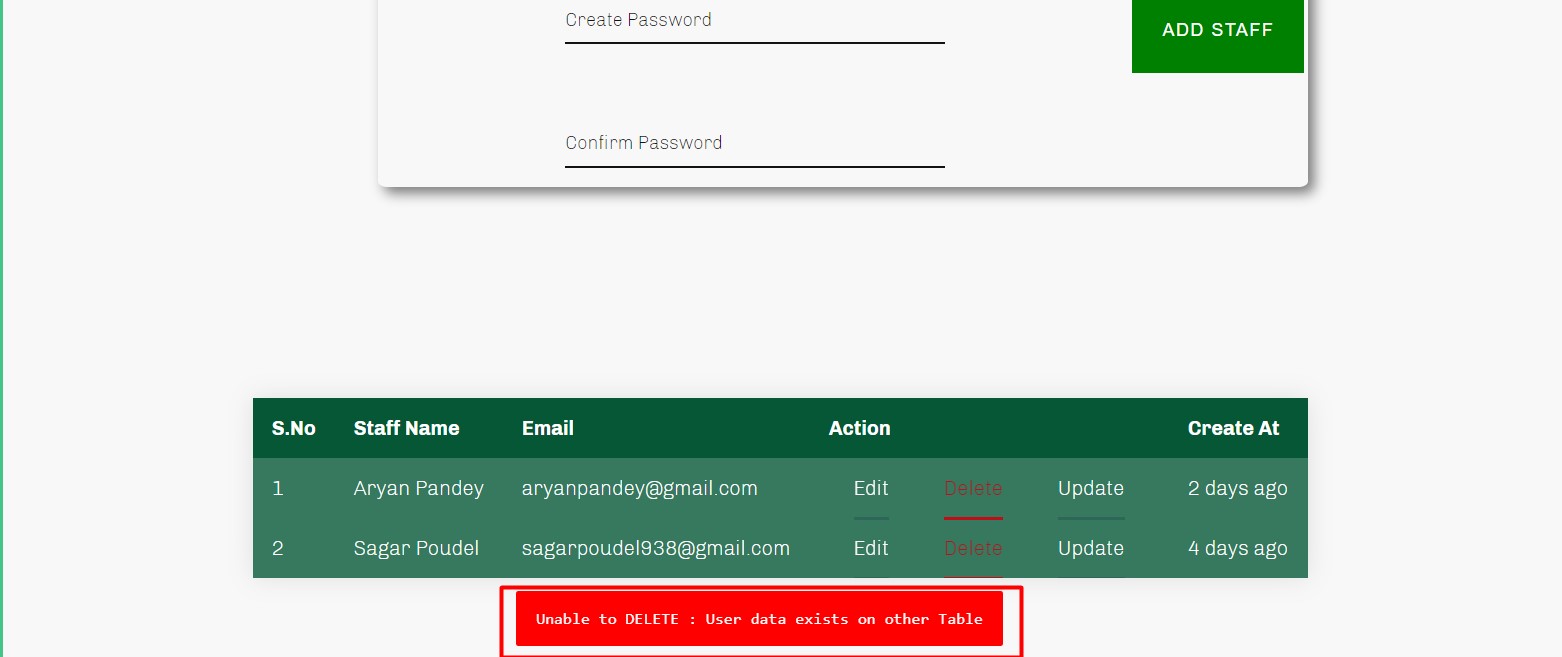 Create Password
ADD STAFF
Confirm Password
S.No Staff Name Email Action Create At
1 Aryan Pandey aryanpandey@gmail.com Edit Delete Update 2 days ago
2 Sagar Poudel sagarpoudel938@gmail.com Edit Delete Update 4 days ago
Unable to DELETE : User data exists on other Table